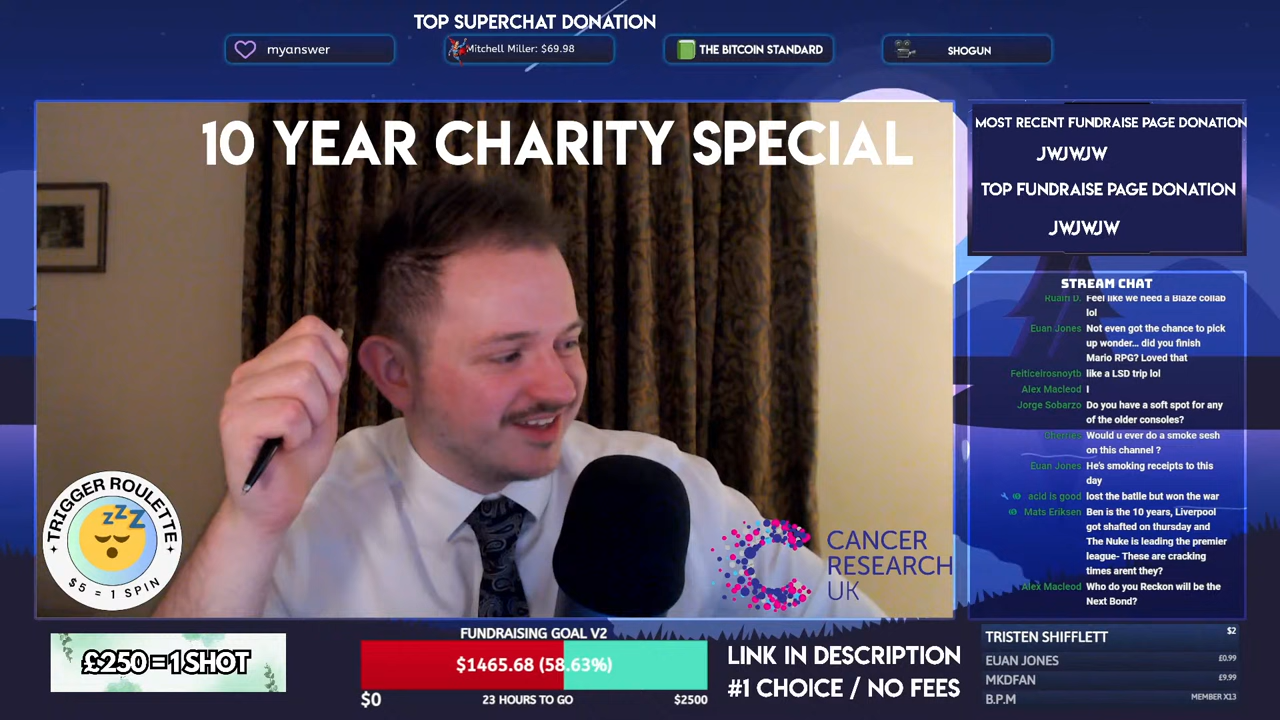 TOP SUPERCHAT DONATION
myanswer
Mitchell Miller: $69.98
THE BITCOIN STANDARD
SHOGUN
10 YEAR CHARITY SPECIAL
MOST RECENT FUNDRAISE PAGE DONATION
JWJWJW
TOP FUNDRAISE PAGE DONATION
JWJWJW
STREAM CHAT
Ruairi D. Feel like we need a Blaze collab
lol
Euan Jones Not even got the chance to pick
up wonder... did you finish
Mario RPG? Loved that
Feiticeirosnoytb like a LSD trip lol
Alex Macleod I
Jorge Sobarzo Do you have a soft spot for any
of the older consoles?
Cherries Would u ever do a smoke sesh
on this channel ?
Euan Jones He's smoking receipts to this
day
acid is good lost the batlle but won the war
Mats Eriksen Ben is the 10 years, Liverpool
got shafted on thursday and
The Nuke is leading the premier
league- These are cracking
times arent they?
Alex Macleod Who do you Reckon will be the
Next Bond?
TRIGGER ROULETTE
zzz
$5 = 1 SPIN
CANCER
RESEARCH
UK
£250 = 1 SHOT
FUNDRAISING GOAL V2
$1465.68 (58.63%)
$0
23 HOURS TO GO
$2500
LINK IN DESCRIPTION
#1 CHOICE / NO FEES
TRISTEN SHIFFLETT $2
EUAN JONES £0.99
MKDFAN £9.99
B.P.M MEMBER X13